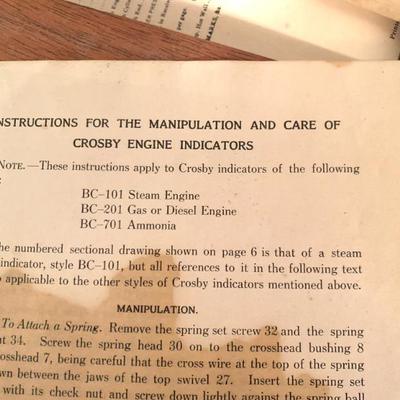 NSTRUCTIONS FOR THE MANIPULATION AND CARE OF
CROSBY ENGINE INDICATORS
NOTE.—These instructions apply to Crosby indicators of the following
:
BC–101 Steam Engine
BC–201 Gas or Diesel Engine
BC–701 Ammonia
he numbered sectional drawing shown on page 6 is that of a steam
indicator, style BC–101, but all references to it in the following text
o applicable to the other styles of Crosby indicators mentioned above.
MANIPULATION.
To Attach a Spring. Remove the spring set screw 32 and the spring
ut 34. Screw the spring head 30 on to the crosshead bushing 8
osshead 7, being careful that the cross wire at the top of the spring
own between the jaws of the top swivel 27. Insert the spring set
with its check nut and screw down lightly against the spring ball